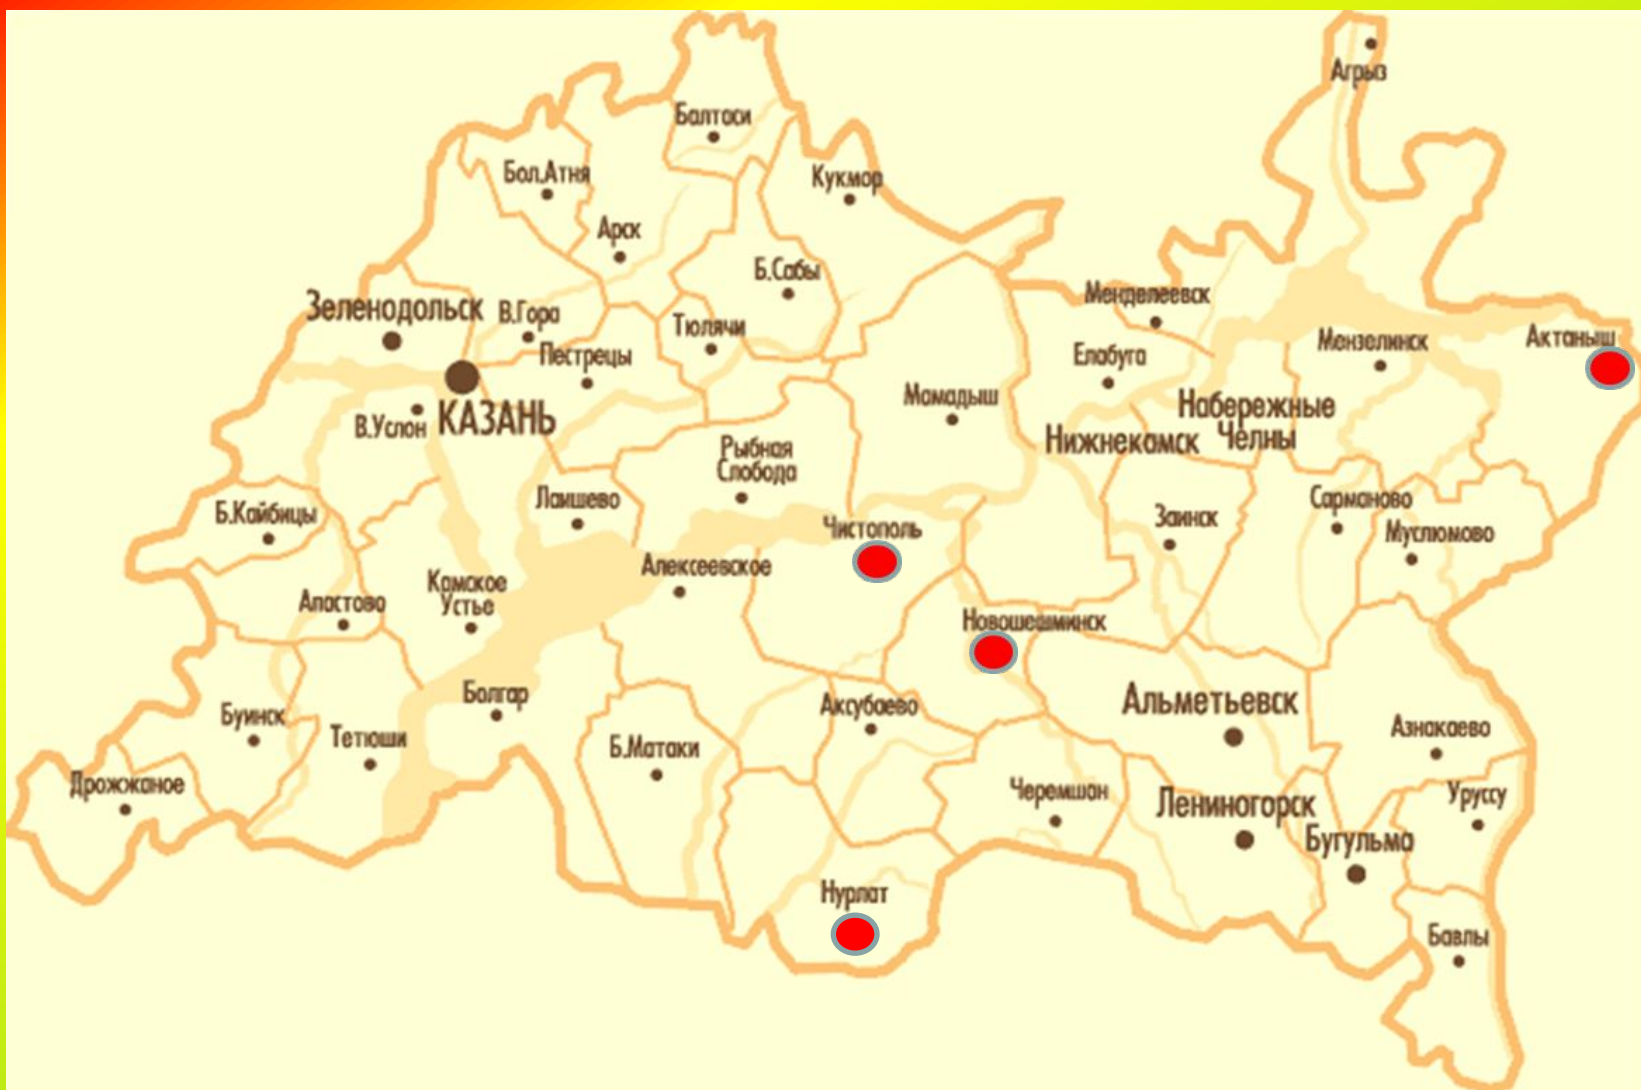 Агрыз
Балтаси
Бол.Атня
Кукмор
Арск
Б.Сабы
Менделеевск
Зеленодольск
В.Гора
Тюлячи
Пестрецы
Елабуга
Мензелинск
Актаныш
В.Услон
КАЗАНЬ
Мамадыш
Набережные
Челны
Нижнекамск
Рыбная
Слобода
Б.Кайбицы
Лаишево
Чистополь
Заинск
Сарманово
Муслюмово
Алексеевское
Апастово
Камское
Устье
Новошешминск
Болгар
Аксубаево
Альметьевск
Буинск
Тетюши
Б.Матаки
Азнакаево
Дрожжаное
Черемшан
Лениногорск
Уруссу
Бугульма
Нурлат
Бавлы